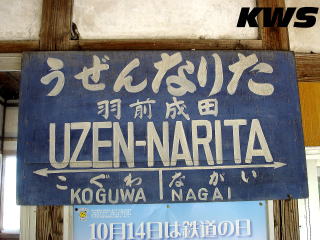 KWS
うぜんなりた
羽前成田
UZEN-NARITA
こぐわ ながい
KOGUWA NAGAI
10月14日は鉄道の日